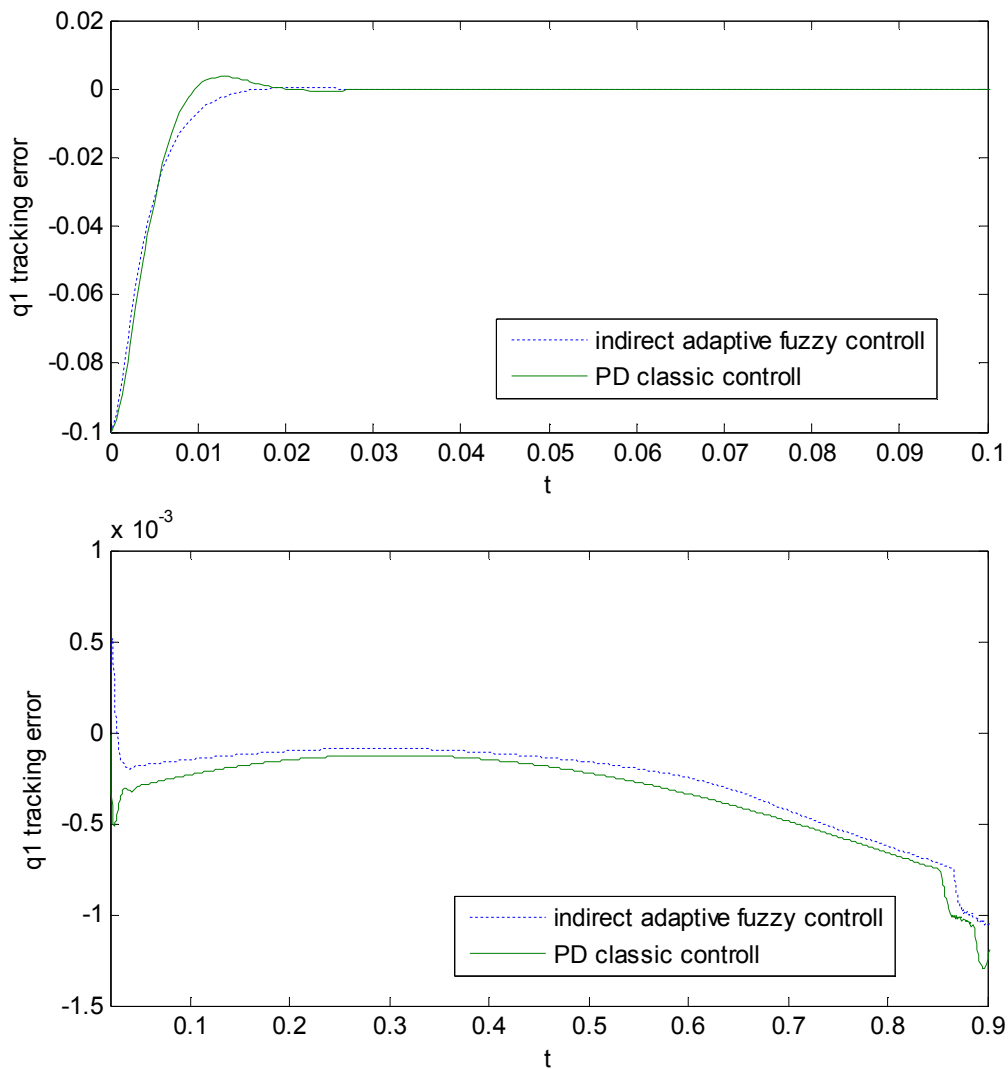 0.02
0
-0.02
-0.04
-0.06
-0.08
-0.1
q1 tracking error
indirect adaptive fuzzy controll
PD classic controll
0 0.01 0.02 0.03 0.04 0.05 0.06 0.07 0.08 0.09 0.1
t
x 10^-3
1
0.5
0
-0.5
-1
-1.5
q1 tracking error
indirect adaptive fuzzy controll
PD classic controll
0.1 0.2 0.3 0.4 0.5 0.6 0.7 0.8 0.9
t